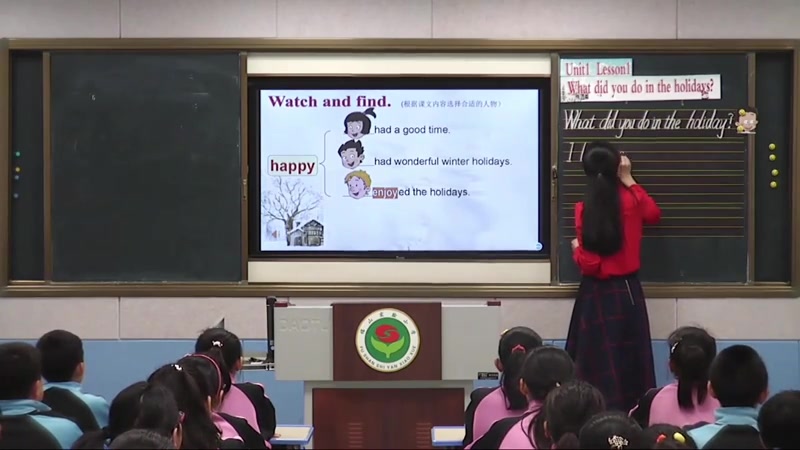 Watch and find. (根据课文内容选择合适的人物)
had a good time.
happy
had wonderful winter holidays.
enjoyed the holidays.
Unit1 Lesson1
What did you do in the holidays?
What did you do in the holiday?